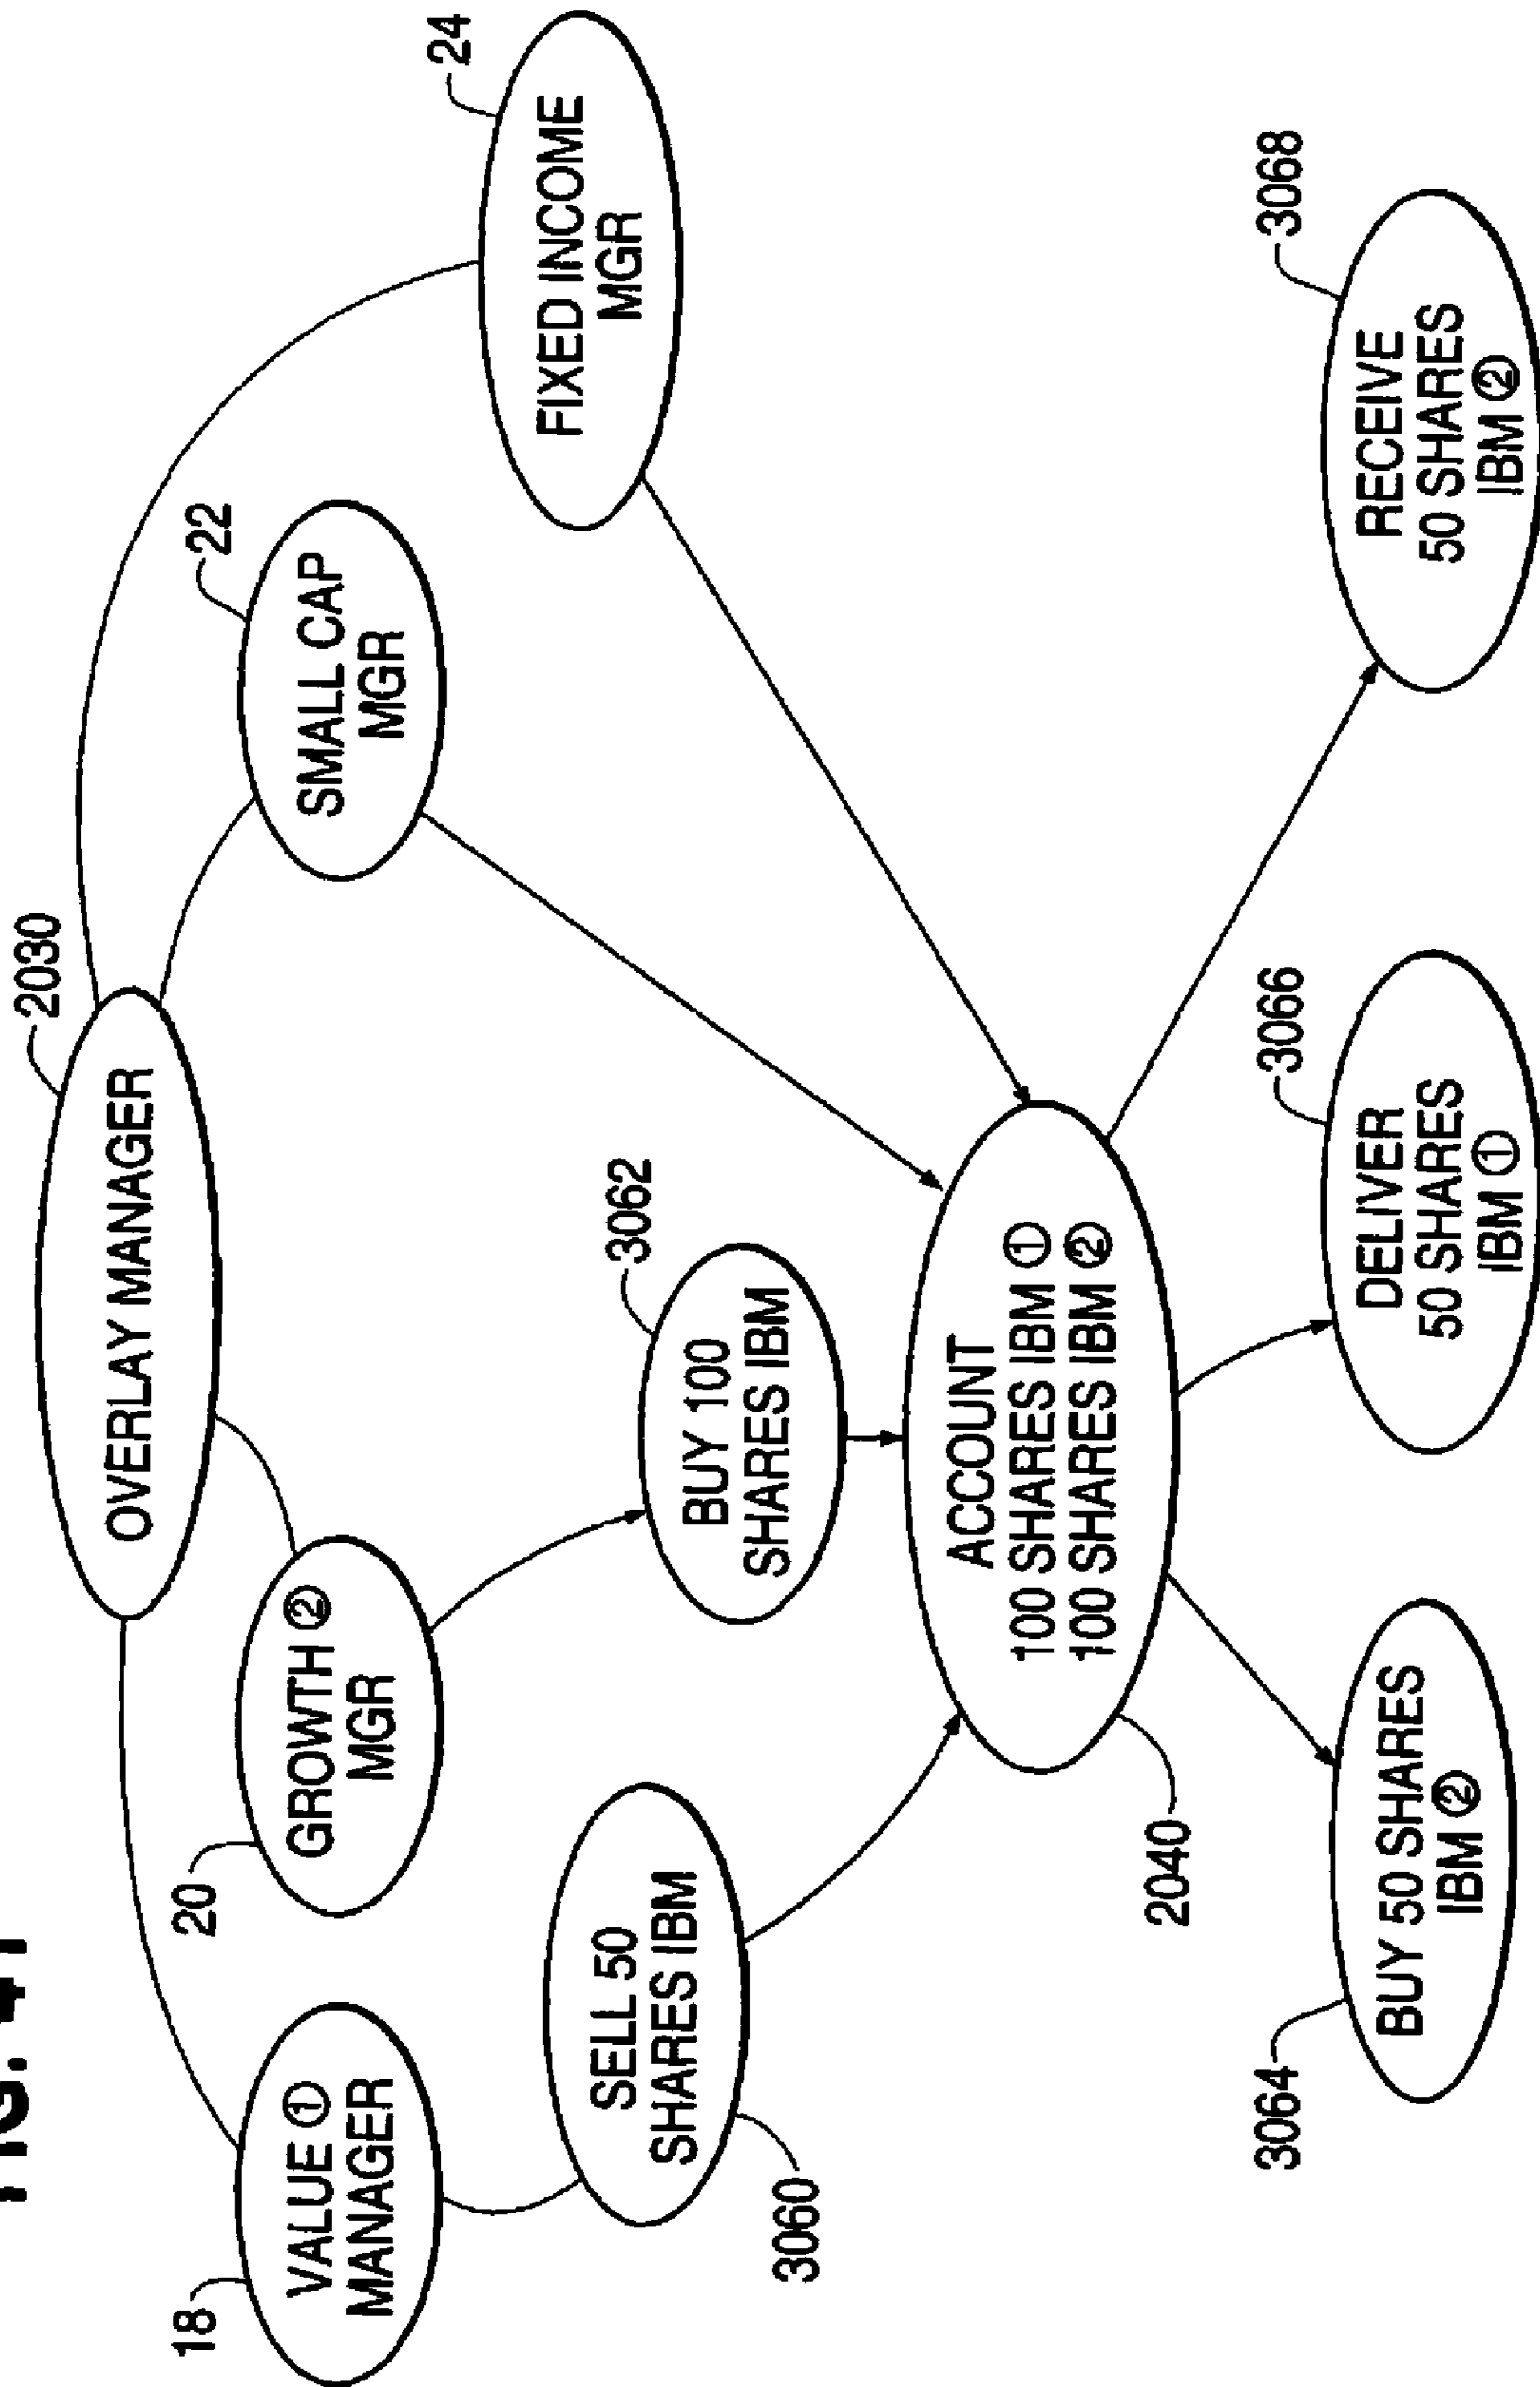 2030
OVERLAY MANAGER
18
VALUE ①
MANAGER
20
GROWTH ②
MGR
22
SMALL CAP
MGR
24
FIXED INCOME
MGR
3060
SELL 50
SHARES IBM
3062
BUY 100
SHARES IBM
2040
ACCOUNT
100 SHARES IBM ①
100 SHARES IBM ②
3064
BUY 50 SHARES
IBM ②
3066
DELIVER
50 SHARES
IBM ①
3068
RECEIVE
50 SHARES
IBM ②